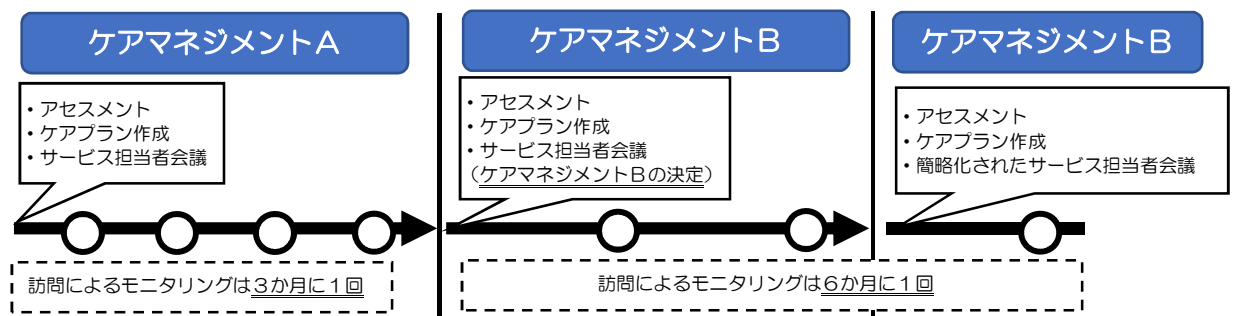 ケアマネジメントA
・アセスメント
・ケアプラン作成
・サービス担当者会議
訪問によるモニタリングは３か月に１回
ケアマネジメントB
・アセスメント
・ケアプラン作成
・サービス担当者会議
（ケアマネジメントBの決定）
ケアマネジメントB
・アセスメント
・ケアプラン作成
・簡略化されたサービス担当者会議
訪問によるモニタリングは６か月に１回